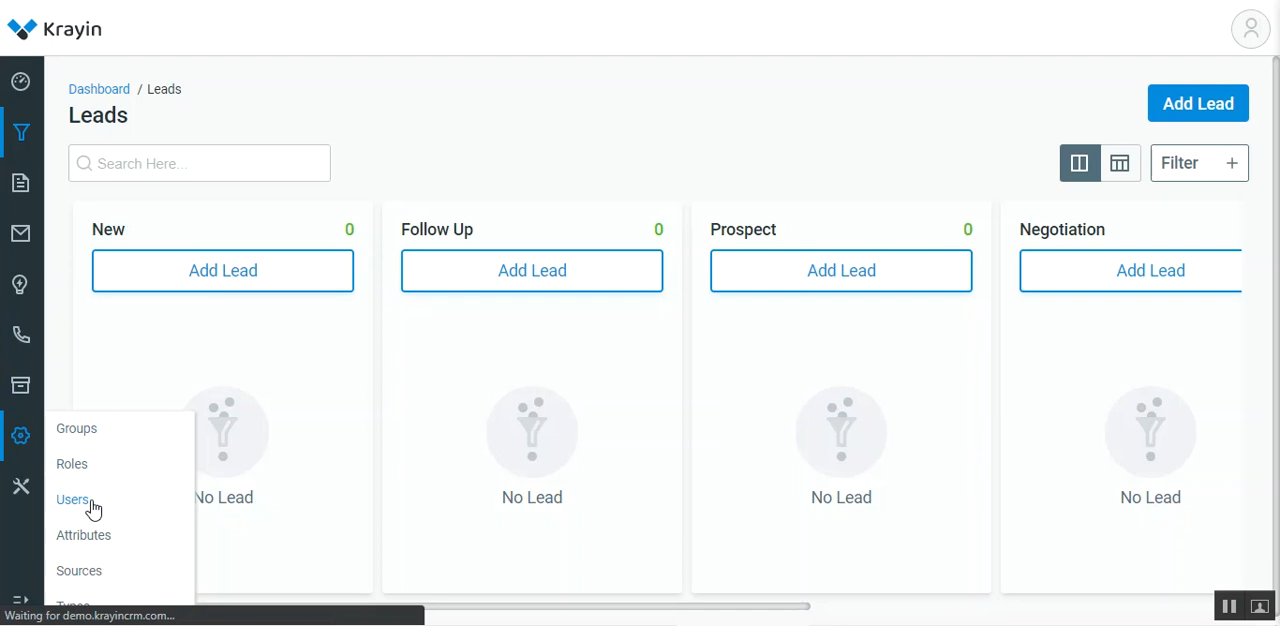 Krayin
Dashboard / Leads
Leads
Add Lead
Search Here...
Filter +
New 0
Follow Up 0
Prospect 0
Negotiation
Add Lead
Add Lead
Add Lead
Add Lead
No Lead
No Lead
No Lead
No Lead
Groups
Roles
Users
Attributes
Sources
Types
Waiting for demo.krayincrm.com...